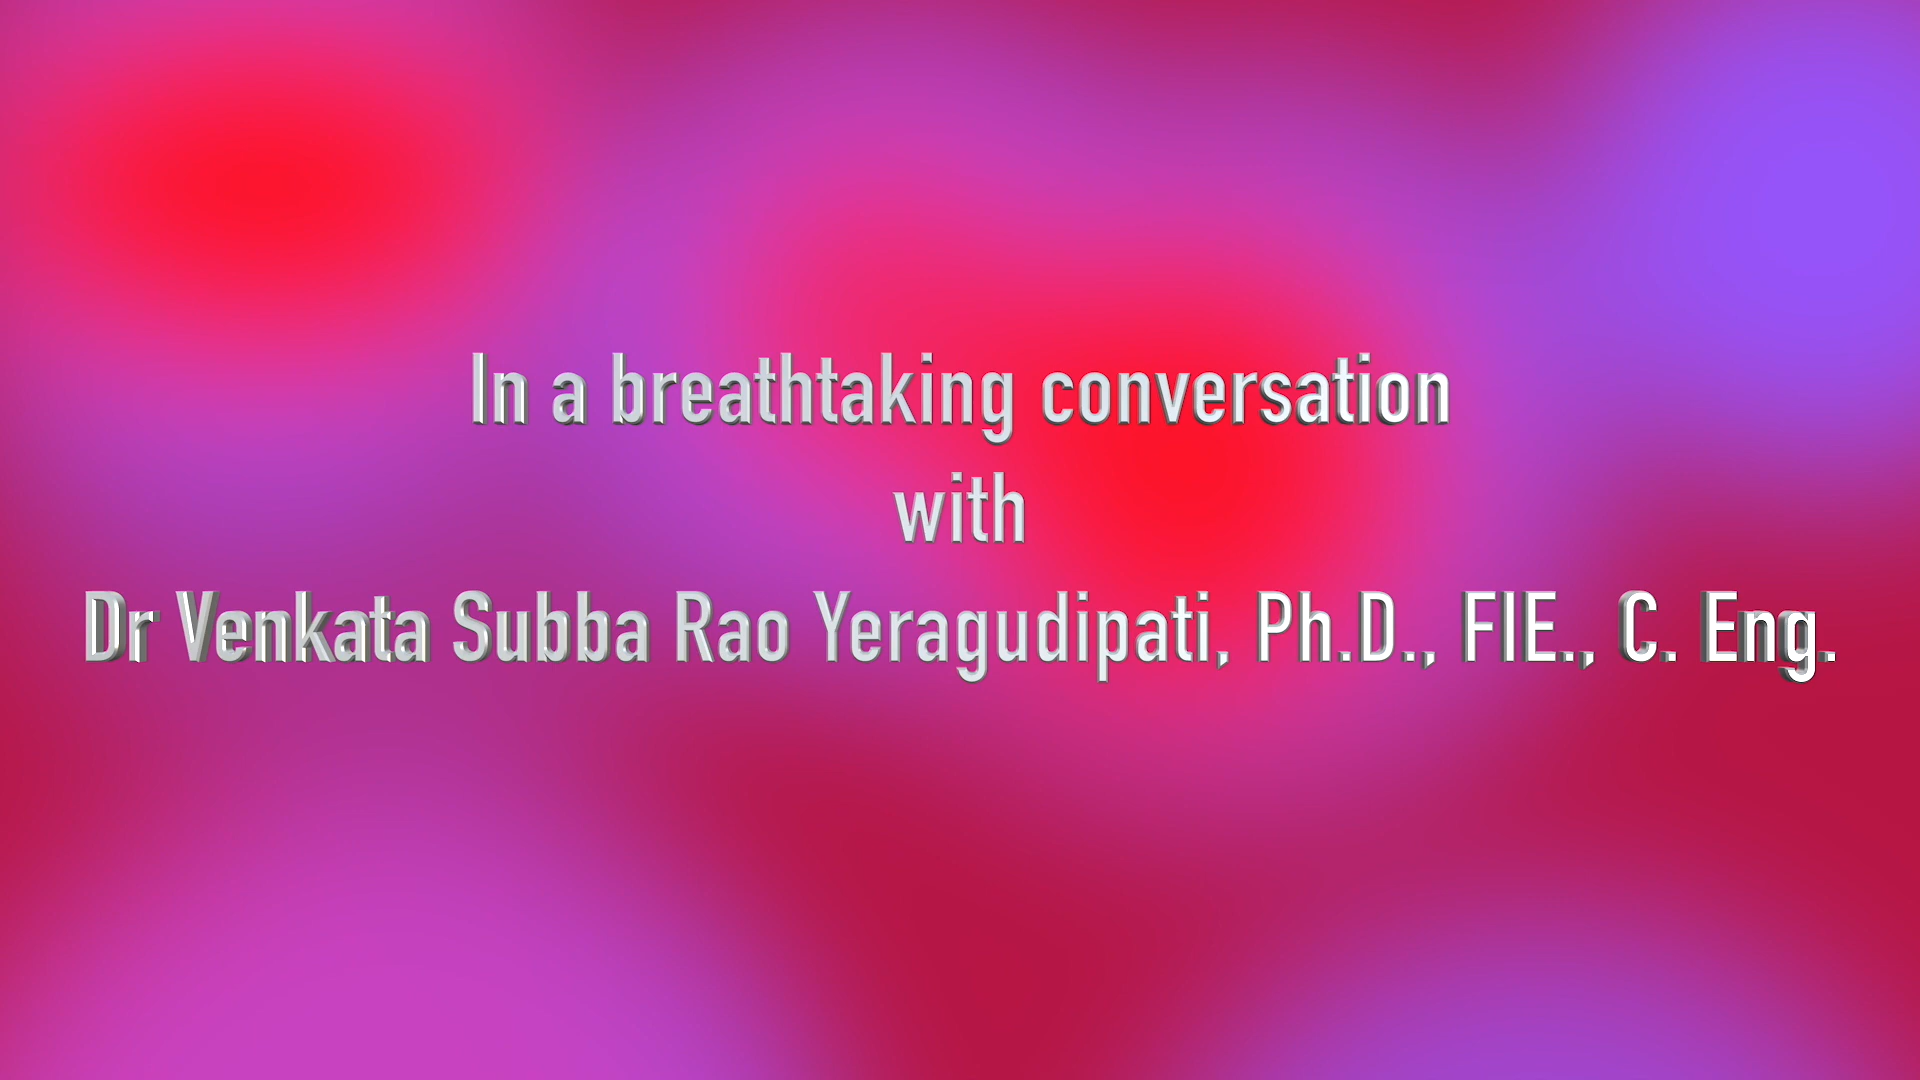 In a breathtaking conversation
with
Dr Venkata Subba Rao Yeragudipati, Ph.D., FIE., C. Eng.